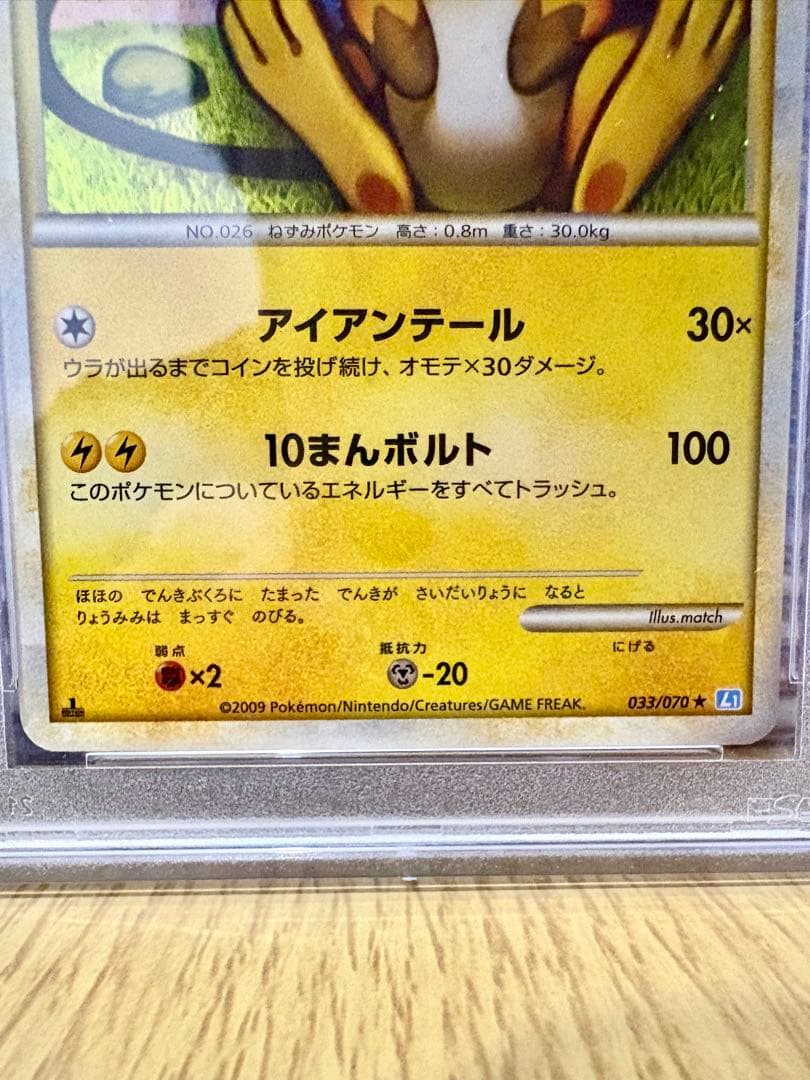 NO.026 ねずみポケモン 高さ:0.8m 重さ:30.0kg
アイアンテール 30×
ウラが出るまでコインを投げ続け、オモテ×30ダメージ。
10まんボルト 100
このポケモンについているエネルギーをすべてトラッシュ。
ほほの でんきぶくろに たまった でんきが さいだいりょうに なると
りょうみみは まっすぐ のびる。
Illus.match
弱点 抵抗力 にげる
×2 -20
©2009 Pokémon/Nintendo/Creatures/GAME FREAK.
033/070 ★ L1
1